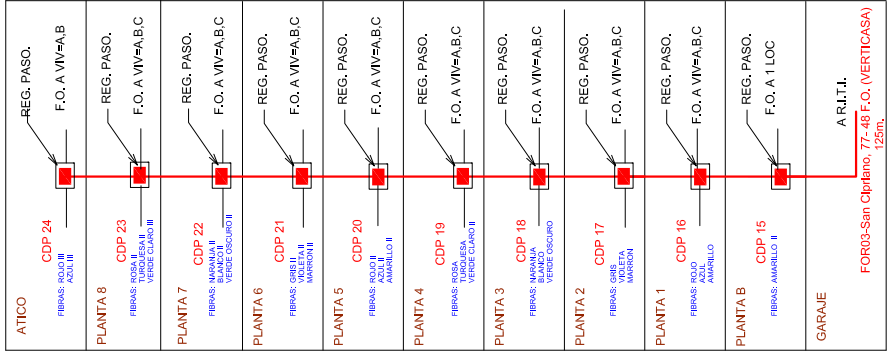 ATICO
CDP 24
FIBRAS: ROJO III
AZUL III
REG. PASO.
F.O. A VIV=A,B
PLANTA 8
CDP 23
FIBRAS: ROSA II
TURQUESA II
VERDE CLARO III
REG. PASO.
F.O. A VIV=A,B,C
PLANTA 7
CDP 22
FIBRAS: NARANJA II
BLANCO II
VERDE OSCURO II
REG. PASO.
F.O. A VIV=A,B,C
PLANTA 6
CDP 21
FIBRAS: GRIS II
VIOLETA II
MARRON II
REG. PASO.
F.O. A VIV=A,B,C
PLANTA 5
CDP 20
FIBRAS: ROJO II
AZUL II
AMARILLO II
REG. PASO.
F.O. A VIV=A,B,C
PLANTA 4
CDP 19
FIBRAS: ROSA
TURQUESA
VERDE CLARO II
REG. PASO.
F.O. A VIV=A,B,C
PLANTA 3
CDP 18
FIBRAS: NARANJA
BLANCO
VERDE OSCURO
REG. PASO.
F.O. A VIV=A,B,C
PLANTA 2
CDP 17
FIBRAS: GRIS
VIOLETA
MARRON
REG. PASO.
F.O. A VIV=A,B,C
PLANTA 1
CDP 16
FIBRAS: ROJO
AZUL
AMARILLO
REG. PASO.
F.O. A VIV=A,B,C
PLANTA B
CDP 15
FIBRAS: AMARILLO III
REG. PASO.
F.O. A 1 LOC
GARAJE
A R.I.T.I.
FOR03-San Cipriano, 77- 48 F.O. (VERTICASA)
125m.